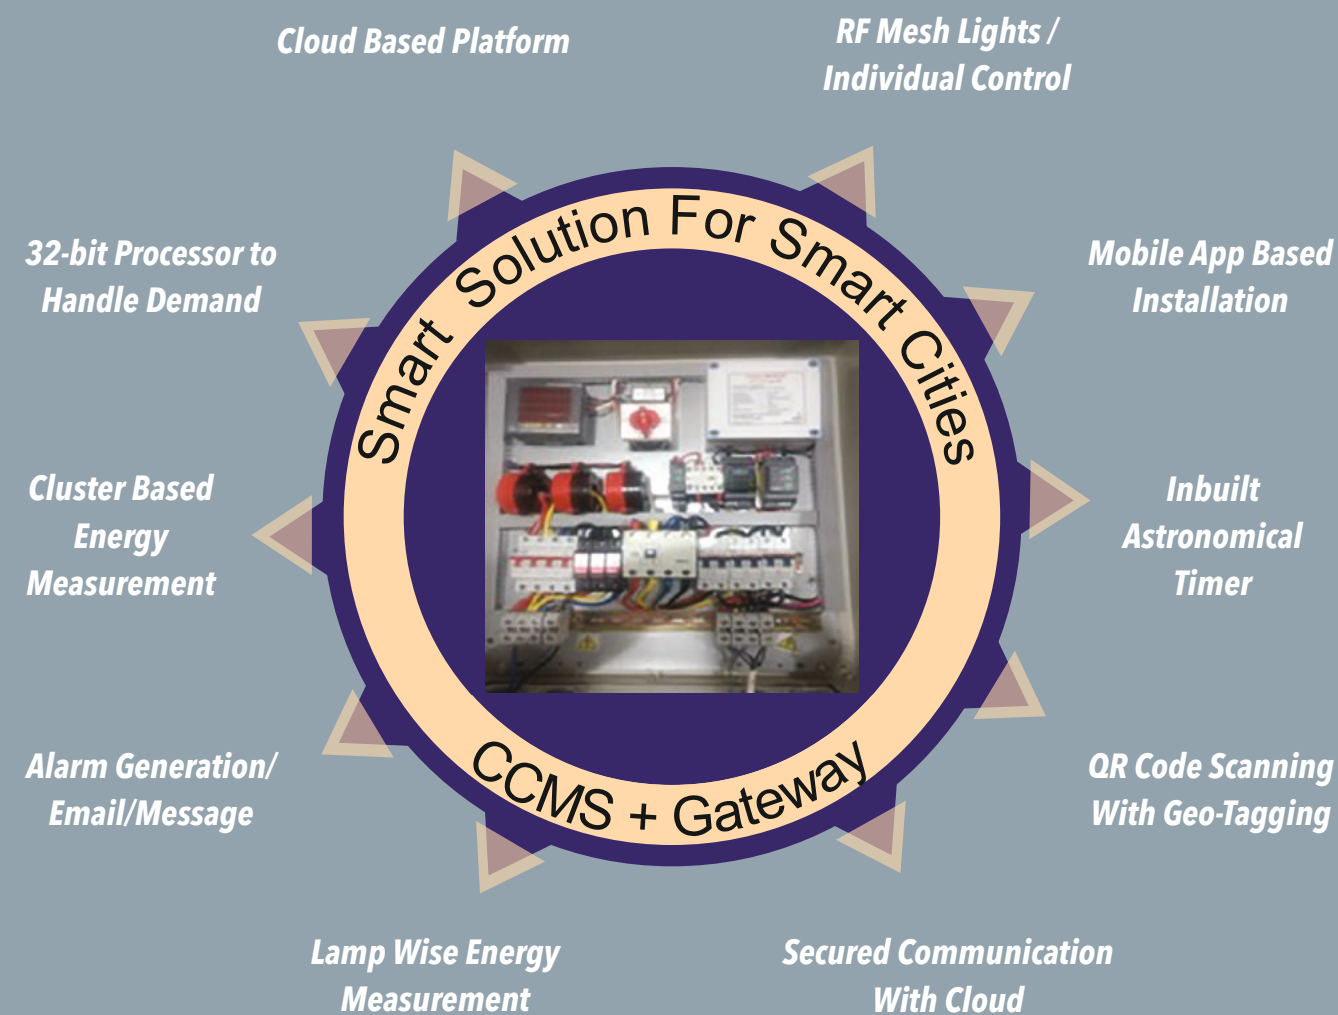 Cloud Based Platform
RF Mesh Lights /
Individual Control
32-bit Processor to
Handle Demand
Mobile App Based
Installation
Smart Solution For Smart Cities
Cluster Based
Energy
Measurement
Inbuilt
Astronomical
Timer
CCMS + Gateway
Alarm Generation/
Email/Message
QR Code Scanning
With Geo-Tagging
Lamp Wise Energy
Measurement
Secured Communication
With Cloud